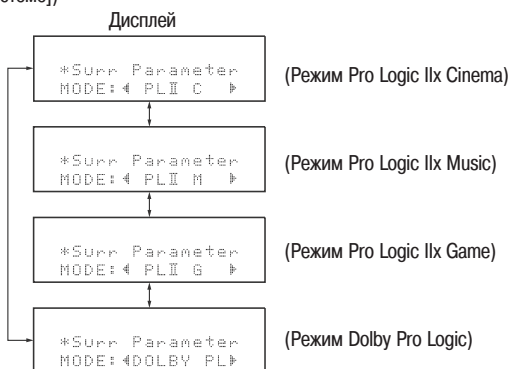 стеме])
Дисплей
*Surr Parameter
MODE:◀ PLⅡ C ▶
(Режим Pro Logic IIx Cinema)
*Surr Parameter
MODE:◀ PLⅡ M ▶
(Режим Pro Logic IIx Music)
*Surr Parameter
MODE:◀ PLⅡ G ▶
(Режим Pro Logic IIx Game)
*Surr Parameter
MODE:◀DOLBY PL▶
(Режим Dolby Pro Logic)